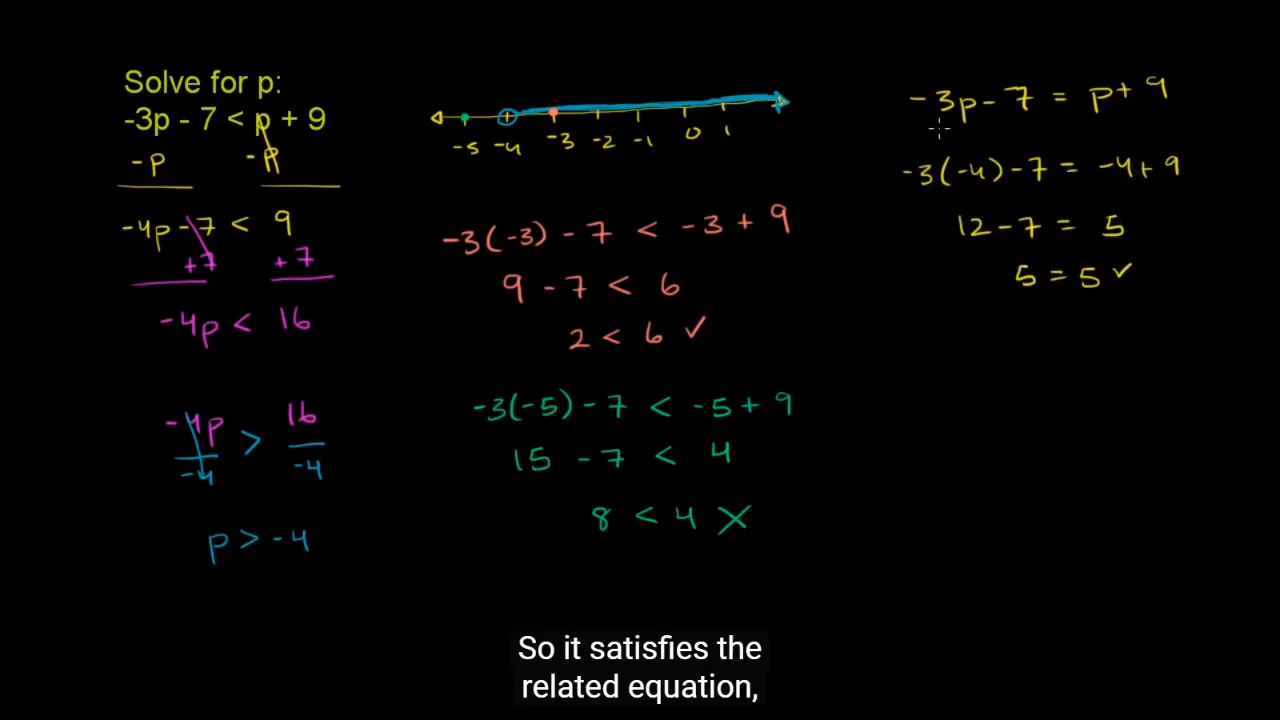 Solve for p:
-3p - 7 < p + 9
-p -p
-4p - 7 < 9
+7 +7
-4p < 16
-4p > 16
-4 -4
p > -4
-5 -4 -3 -2 -1 0 1
-3(-3) - 7 < -3 + 9
9 - 7 < 6
2 < 6 ✓
-3(-5) - 7 < -5 + 9
15 - 7 < 4
8 < 4 X
-3p - 7 = p + 9
-3(-4) - 7 = -4 + 9
12 - 7 = 5
5 = 5 ✓
So it satisfies the
related equation,